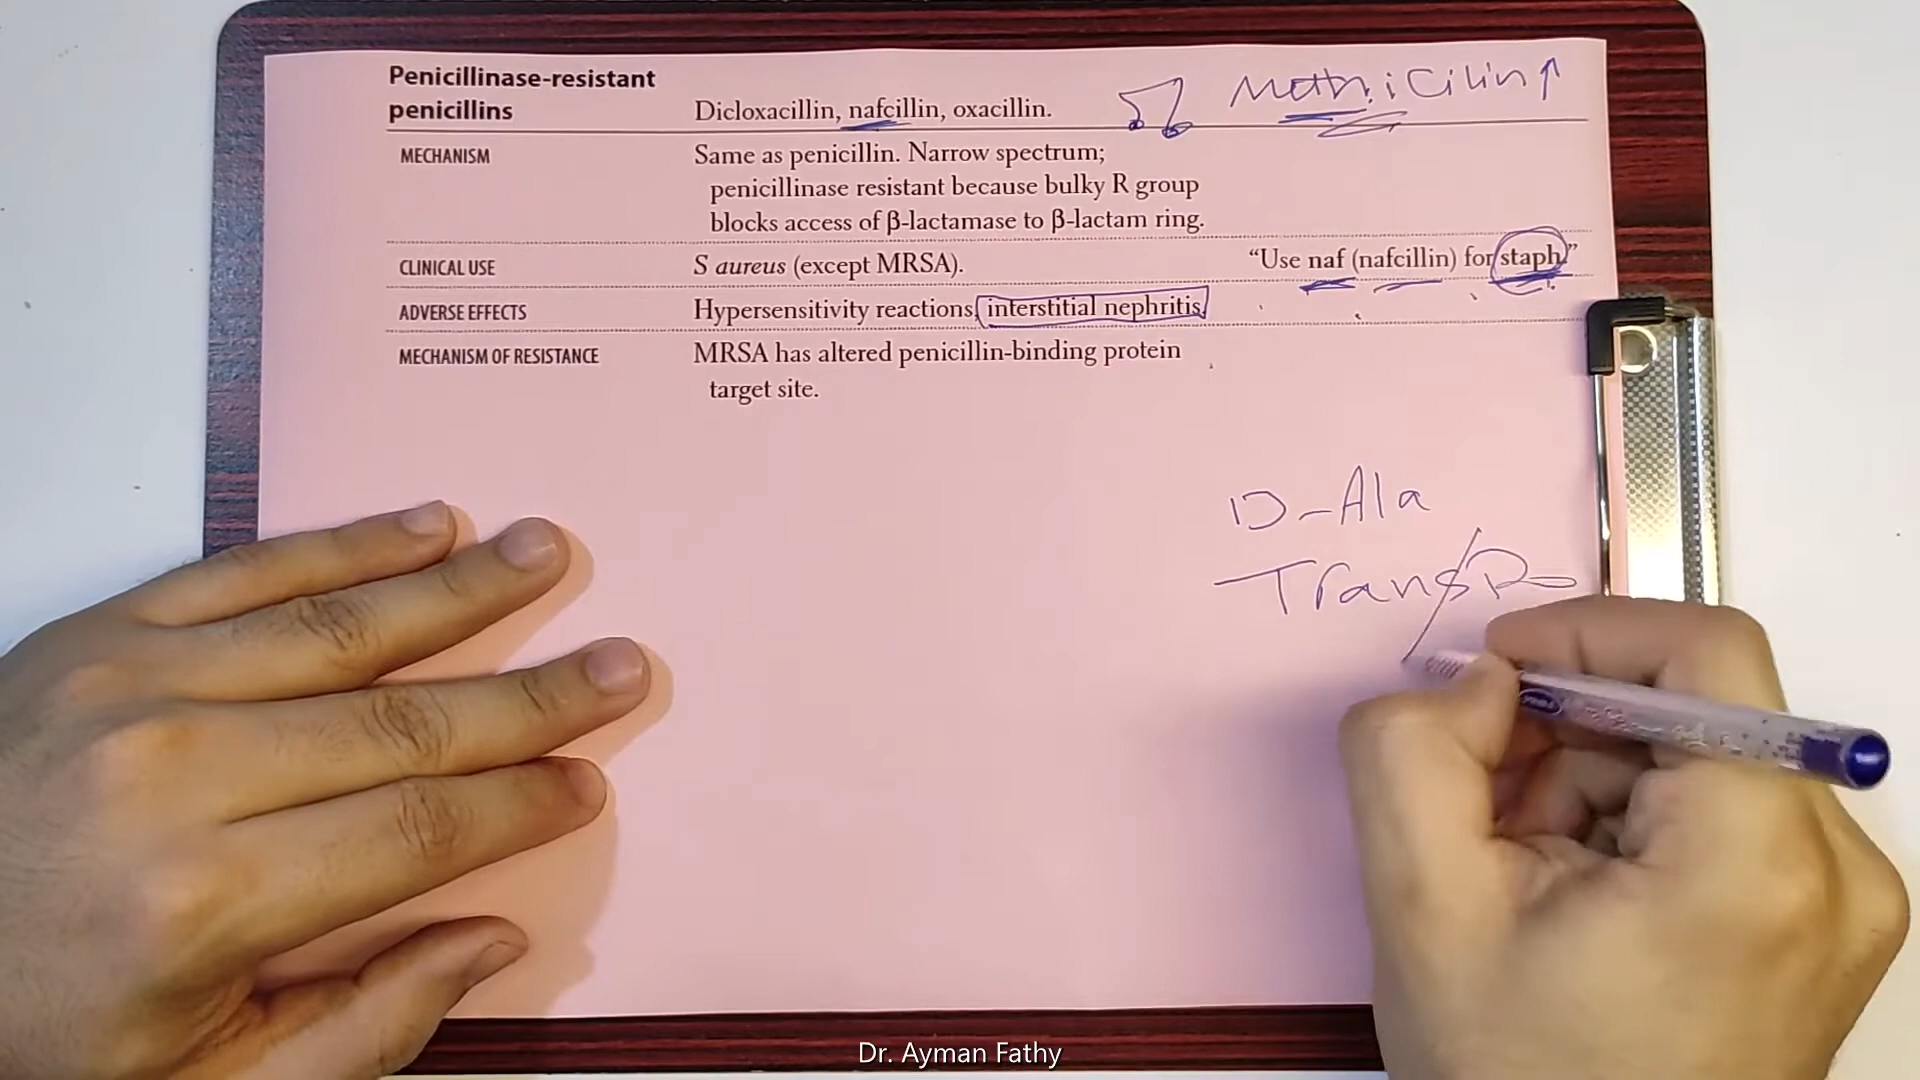 Penicillinase-resistant
penicillins
Dicloxacillin, nafcillin, oxacillin.
Methicilin
MECHANISM
Same as penicillin. Narrow spectrum;
penicillinase resistant because bulky R group
blocks access of β-lactamase to β-lactam ring.
CLINICAL USE
S aureus (except MRSA).
“Use naf (nafcillin) for staph.”
ADVERSE EFFECTS
Hypersensitivity reactions, interstitial nephritis.
MECHANISM OF RESISTANCE
MRSA has altered penicillin-binding protein
target site.
D-Ala
Dr. Ayman Fathy